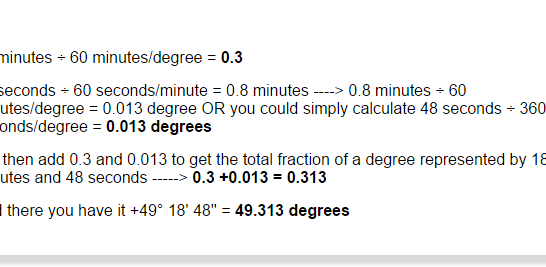 minutes ÷ 60 minutes/degree = 0.3
seconds ÷ 60 seconds/minute = 0.8 minutes ----> 0.8 minutes ÷ 60
utes/degree = 0.013 degree OR you could simply calculate 48 seconds ÷ 360
onds/degree = 0.013 degrees
then add 0.3 and 0.013 to get the total fraction of a degree represented by 18
utes and 48 seconds -----> 0.3 +0.013 = 0.313
there you have it +49° 18' 48" = 49.313 degrees